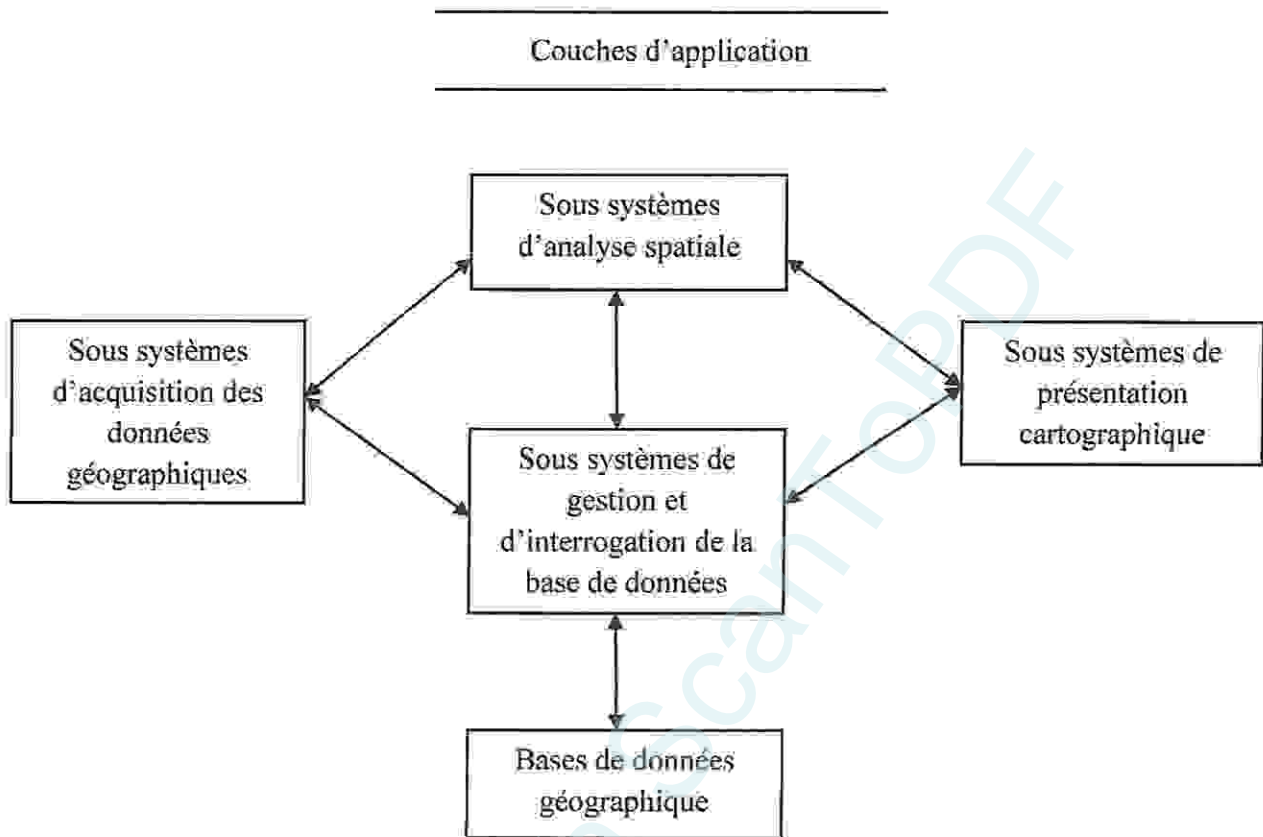 Couches d'application
Sous systèmes
d'analyse spatiale
Sous systèmes
d'acquisition des
données
géographiques
Sous systèmes de
présentation
cartographique
Sous systèmes de
gestion et
d'interrogation de la
base de données
Bases de données
géographique
ScanToPDF